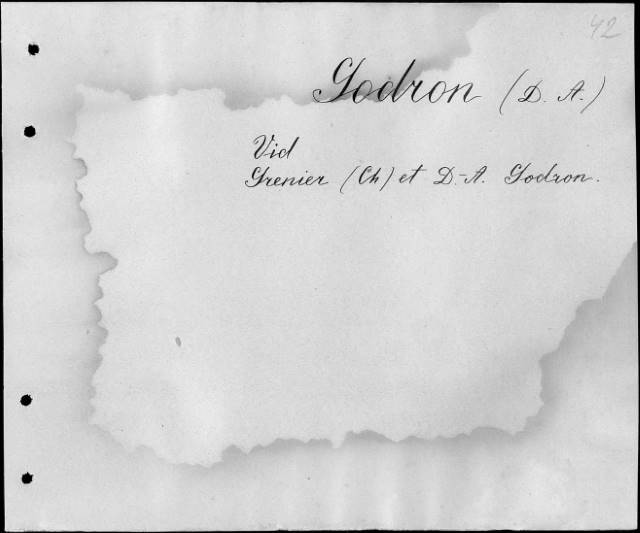 42
Godron (D. A.)
Vid
Grenier (Ch) et D.-A. Godron.